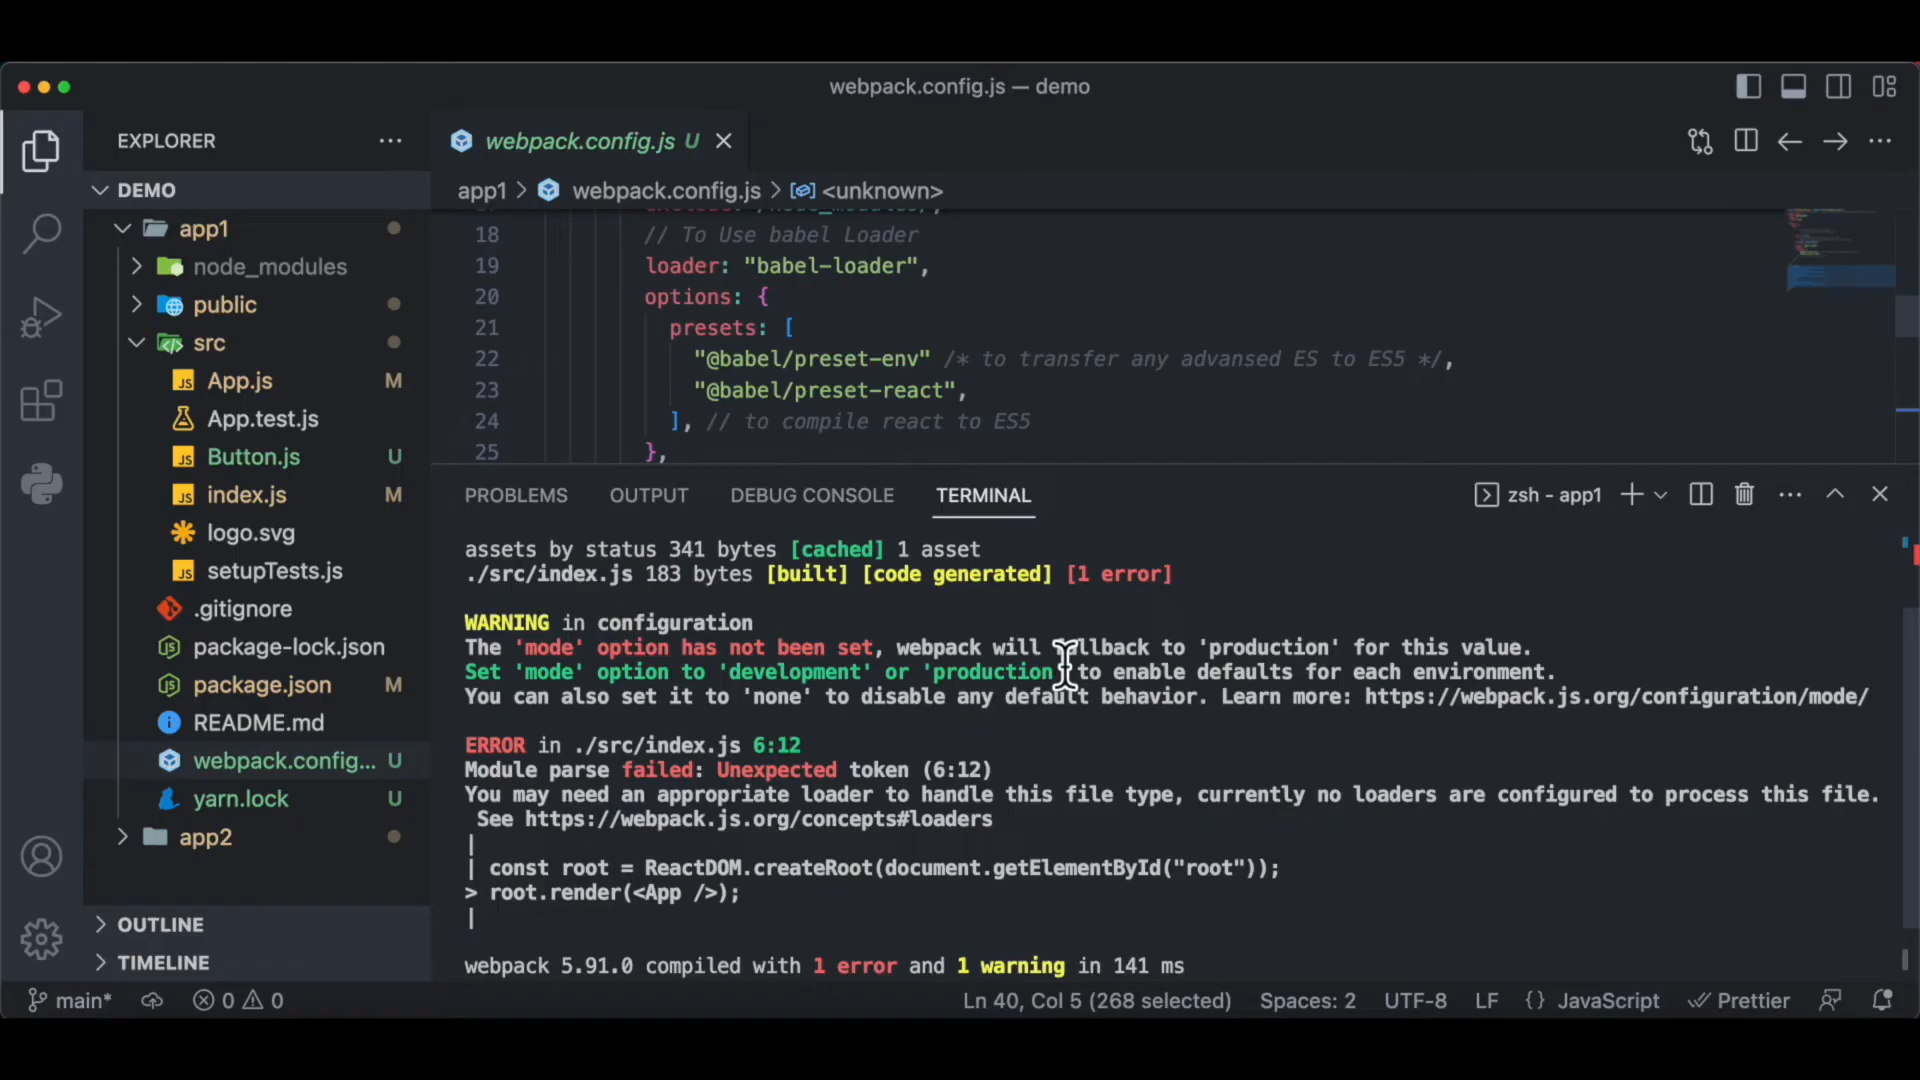 webpack.config.js — demo
EXPLORER
webpack.config.js U
DEMO
app1 > webpack.config.js > <unknown>
app1
node_modules
public
src
App.js M
App.test.js
Button.js U
index.js M
logo.svg
setupTests.js
.gitignore
package-lock.json
package.json M
README.md
webpack.config... U
yarn.lock U
app2
OUTLINE
TIMELINE
18 // To Use babel Loader
19 loader: "babel-loader",
20 options: {
21 presets: [
22 "@babel/preset-env" /* to transfer any advansed ES to ES5 */,
23 "@babel/preset-react",
24 ], // to compile react to ES5
25 },
PROBLEMS OUTPUT DEBUG CONSOLE TERMINAL zsh - app1
assets by status 341 bytes [cached] 1 asset
./src/index.js 183 bytes [built] [code generated] [1 error]
WARNING in configuration
The 'mode' option has not been set, webpack will fallback to 'production' for this value.
Set 'mode' option to 'development' or 'production' to enable defaults for each environment.
You can also set it to 'none' to disable any default behavior. Learn more: https://webpack.js.org/configuration/mode/
ERROR in ./src/index.js 6:12
Module parse failed: Unexpected token (6:12)
You may need an appropriate loader to handle this file type, currently no loaders are configured to process this file.
See https://webpack.js.org/concepts#loaders
|
| const root = ReactDOM.createRoot(document.getElementById("root"));
> root.render(<App />);
|
webpack 5.91.0 compiled with 1 error and 1 warning in 141 ms
main* 0 0 Ln 40, Col 5 (268 selected) Spaces: 2 UTF-8 LF {} JavaScript Prettier